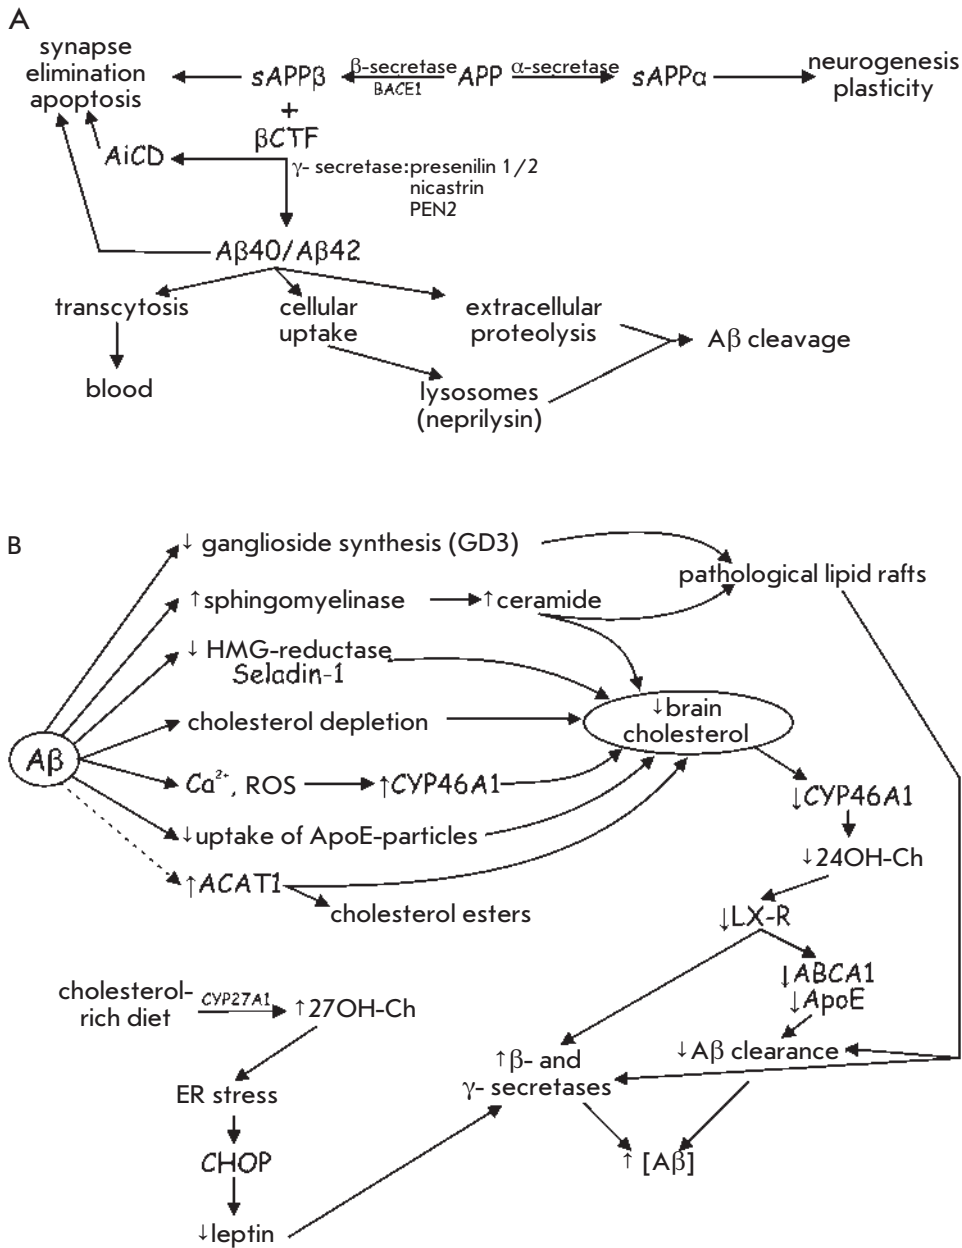 A
synapse
elimination
apoptosis
sAPPβ
β-secretase
BACE1
APP
α-secretase
sAPPα
neurogenesis
plasticity
+
βCTF
AiCD
γ- secretase:presenilin 1/2
nicastrin
PEN2
Aβ40/Aβ42
transcytosis
cellular
uptake
extracellular
proteolysis
Aβ cleavage
blood
lysosomes
(neprilysin)
B
↓ ganglioside synthesis (GD3)
pathological lipid rafts
↑sphingomyelinase
↑ceramide
↓ HMG-reductase
Seladin-1
cholesterol depletion
↓brain
cholesterol
Aβ
Ca²⁺, ROS
↑CYP46A1
↓CYP46A1
↓uptake of ApoE-particles
↓24OH-Ch
↑ACAT1
cholesterol esters
↓LX-R
↓ABCA1
↓ApoE
cholesterol-
rich diet
CYP27A1
↑27OH-Ch
↑β- and
γ- secretases
↓Aβ clearance
ER stress
CHOP
↑ [Aβ]
↓leptin